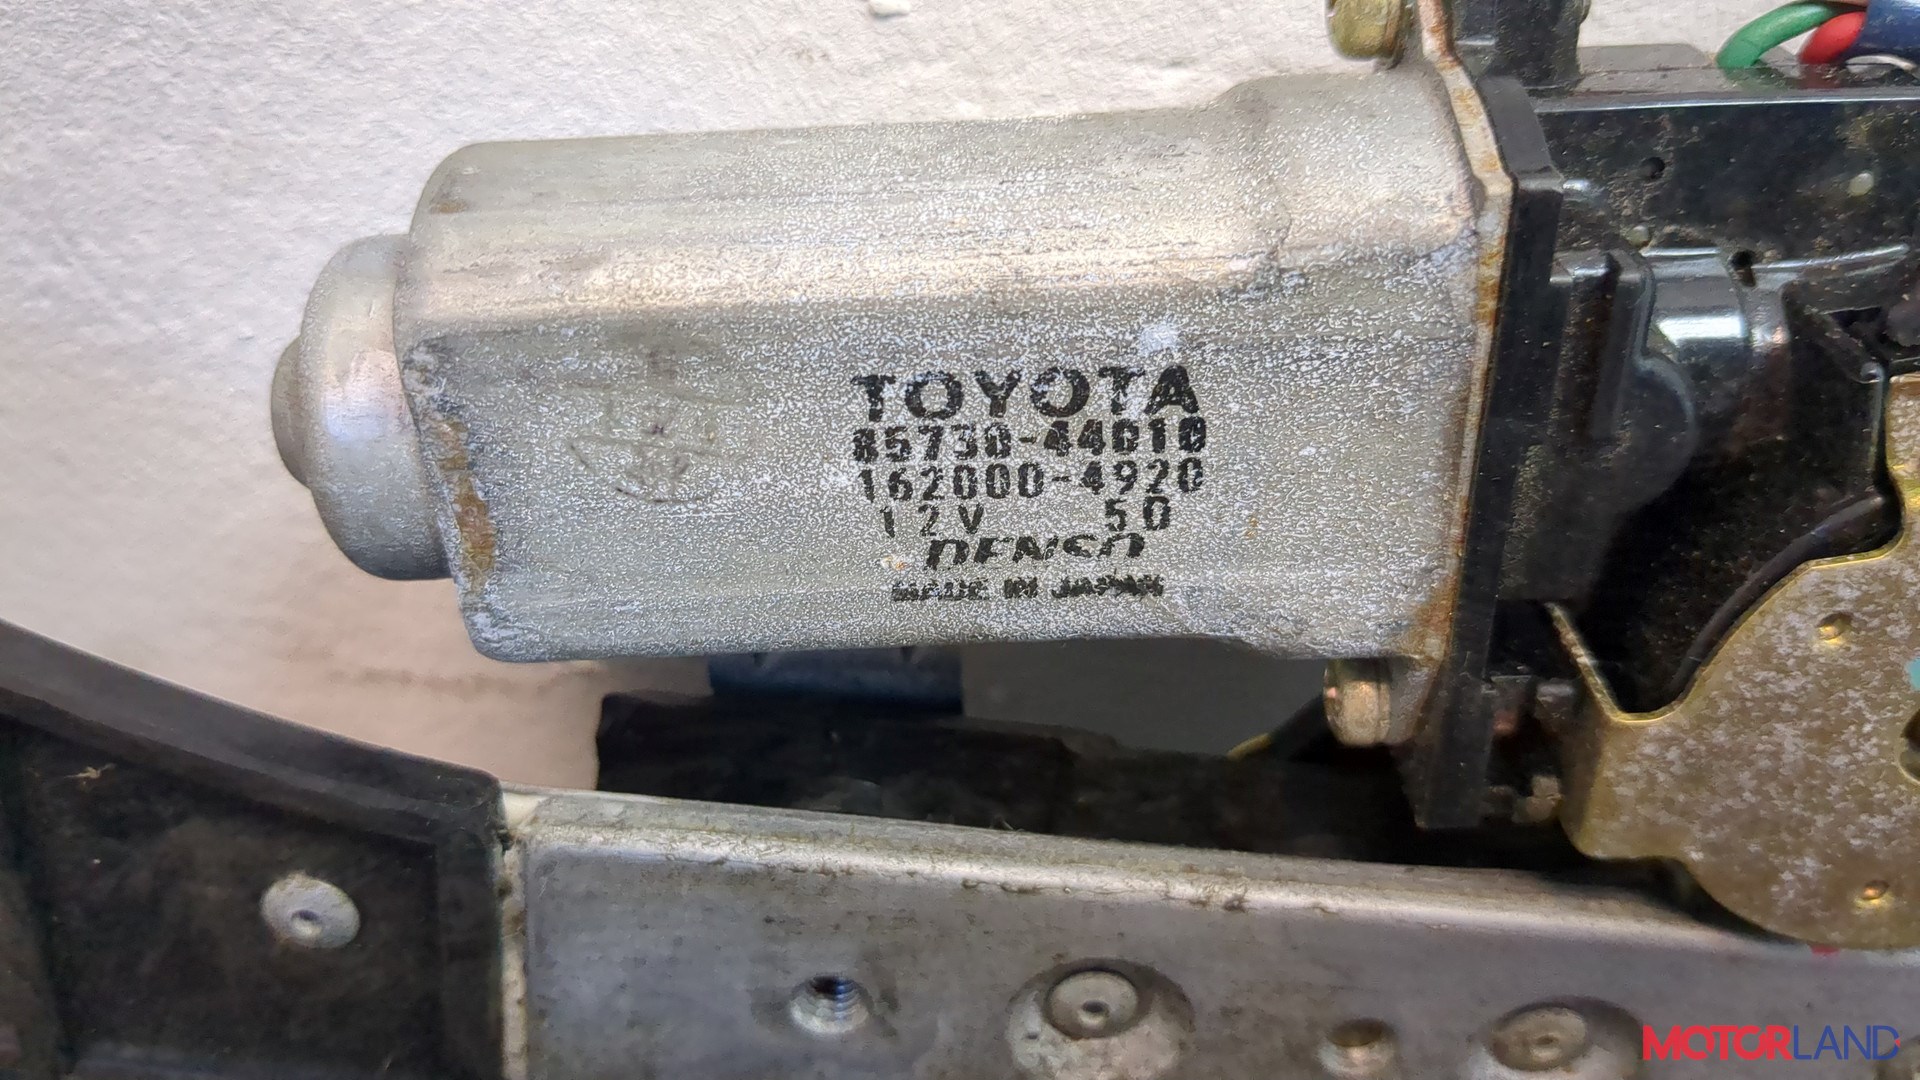 TOYOTA
85730-44010
162000-4920
12V 50
DENSO
MADE IN JAPAN
MOTORLAND